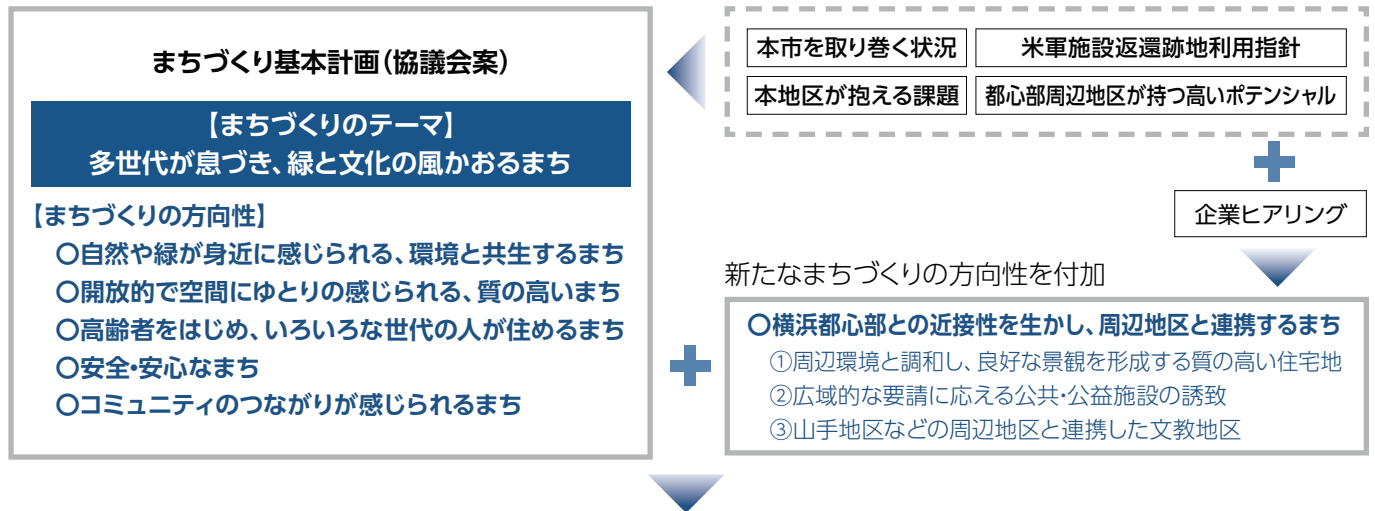 まちづくり基本計画(協議会案)
【まちづくりのテーマ】
多世代が息づき、緑と文化の風かおるまち
【まちづくりの方向性】
〇自然や緑が身近に感じられる、環境と共生するまち
〇開放的で空間にゆとりの感じられる、質の高いまち
〇高齢者をはじめ、いろいろな世代の人が住めるまち
〇安全・安心なまち
〇コミュニティのつながりが感じられるまち
本市を取り巻く状況
米軍施設返還跡地利用指針
本地区が抱える課題
都心部周辺地区が持つ高いポテンシャル
企業ヒアリング
新たなまちづくりの方向性を付加
〇横浜都心部との近接性を生かし、周辺地区と連携するまち
①周辺環境と調和し、良好な景観を形成する質の高い住宅地
②広域的な要請に応える公共・公益施設の誘致
③山手地区などの周辺地区と連携した文教地区